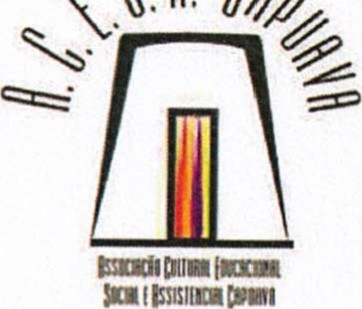 A. C. E. S. A. CAPUAVA
ASSOCIAÇÃO CULTURAL EDUCACIONAL
SOCIAL E ASSISTENCIAL CAPUAVA